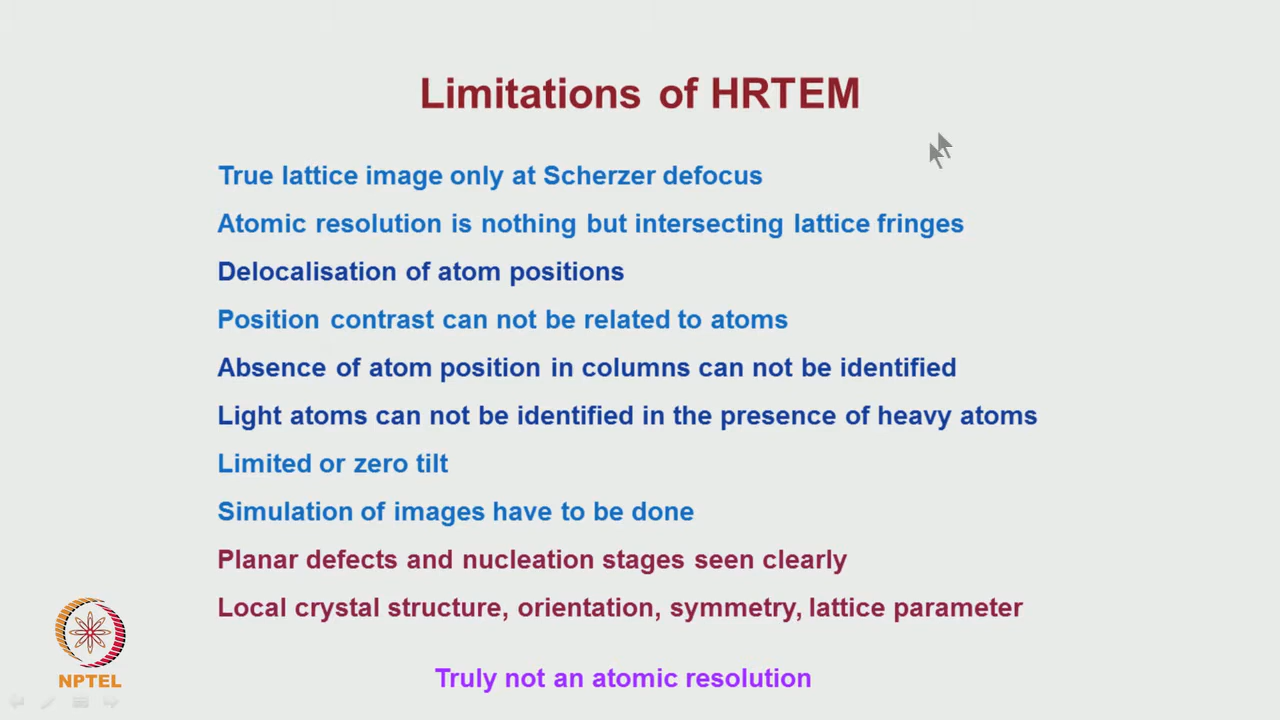 Limitations of HRTEM
True lattice image only at Scherzer defocus
Atomic resolution is nothing but intersecting lattice fringes
Delocalisation of atom positions
Position contrast can not be related to atoms
Absence of atom position in columns can not be identified
Light atoms can not be identified in the presence of heavy atoms
Limited or zero tilt
Simulation of images have to be done
Planar defects and nucleation stages seen clearly
Local crystal structure, orientation, symmetry, lattice parameter
Truly not an atomic resolution
NPTEL